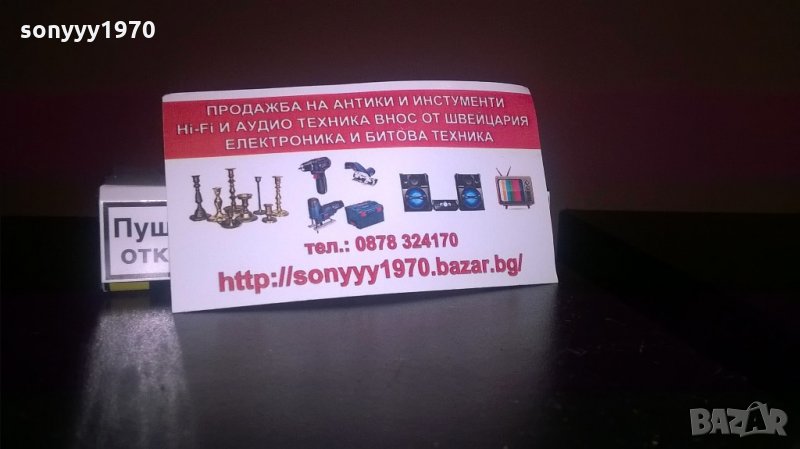 sonyyy1970
ПРОДАЖБА НА АНТИКИ И ИНСТУМЕНТИ
Hi-Fi И АУДИО ТЕХНИКА ВНОС ОТ ШВЕЙЦАРИЯ
ЕЛЕКТРОНИКА И БИТОВА ТЕХНИКА
тел.: 0878 324170
http://sonyyy1970.bazar.bg/
Пуш
отк
BAZAR